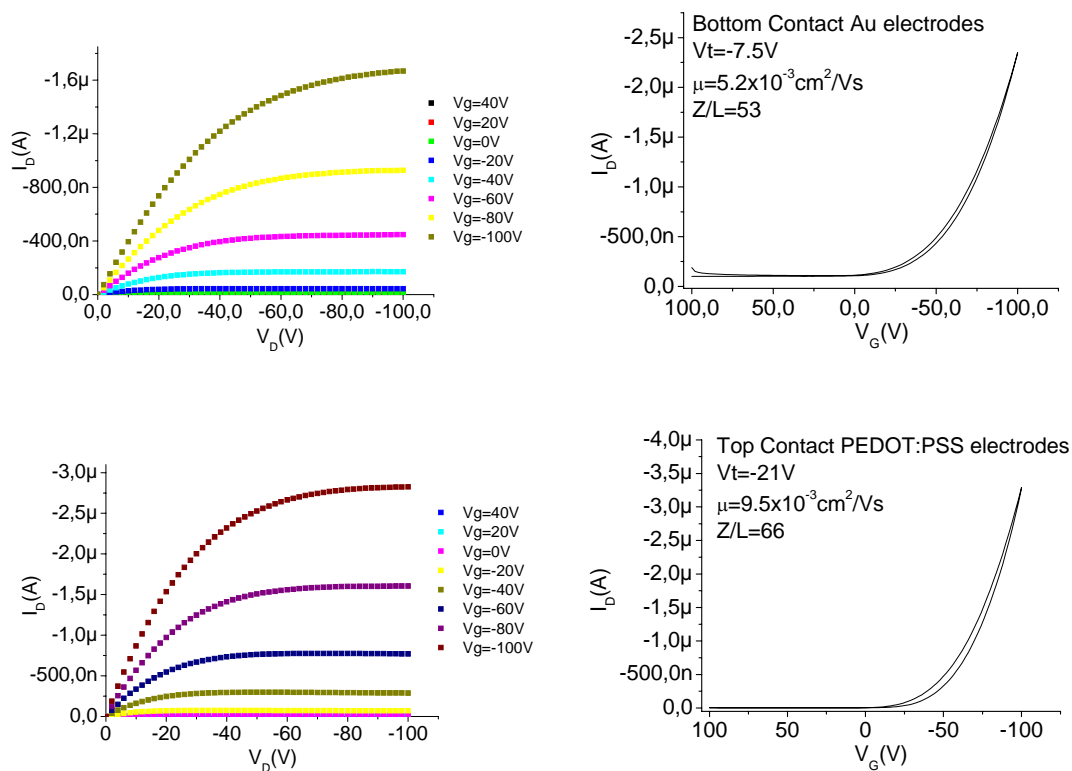 -1,6µ
-1,2µ
-800,0n
-400,0n
0,0
I_D(A)
0,0 -20,0 -40,0 -60,0 -80,0 -100,0
V_D(V)
Vg=40V
Vg=20V
Vg=0V
Vg=-20V
Vg=-40V
Vg=-60V
Vg=-80V
Vg=-100V
Bottom Contact Au electrodes
Vt=-7.5V
µ=5.2x10⁻³cm²/Vs
Z/L=53
-2,5µ
-2,0µ
-1,5µ
-1,0µ
-500,0n
0,0
I_D(A)
100,0 50,0 0,0 -50,0 -100,0
V_G(V)
-3,0µ
-2,5µ
-2,0µ
-1,5µ
-1,0µ
-500,0n
0,0
I_D(A)
0 -20 -40 -60 -80 -100
V_D(V)
Vg=40V
Vg=20V
Vg=0V
Vg=-20V
Vg=-40V
Vg=-60V
Vg=-80V
Vg=-100V
Top Contact PEDOT:PSS electrodes
Vt=-21V
µ=9.5x10⁻³cm²/Vs
Z/L=66
-4,0µ
-3,5µ
-3,0µ
-2,5µ
-2,0µ
-1,5µ
-1,0µ
-500,0n
0,0
I_D(A)
100 50 0 -50 -100
V_G(V)